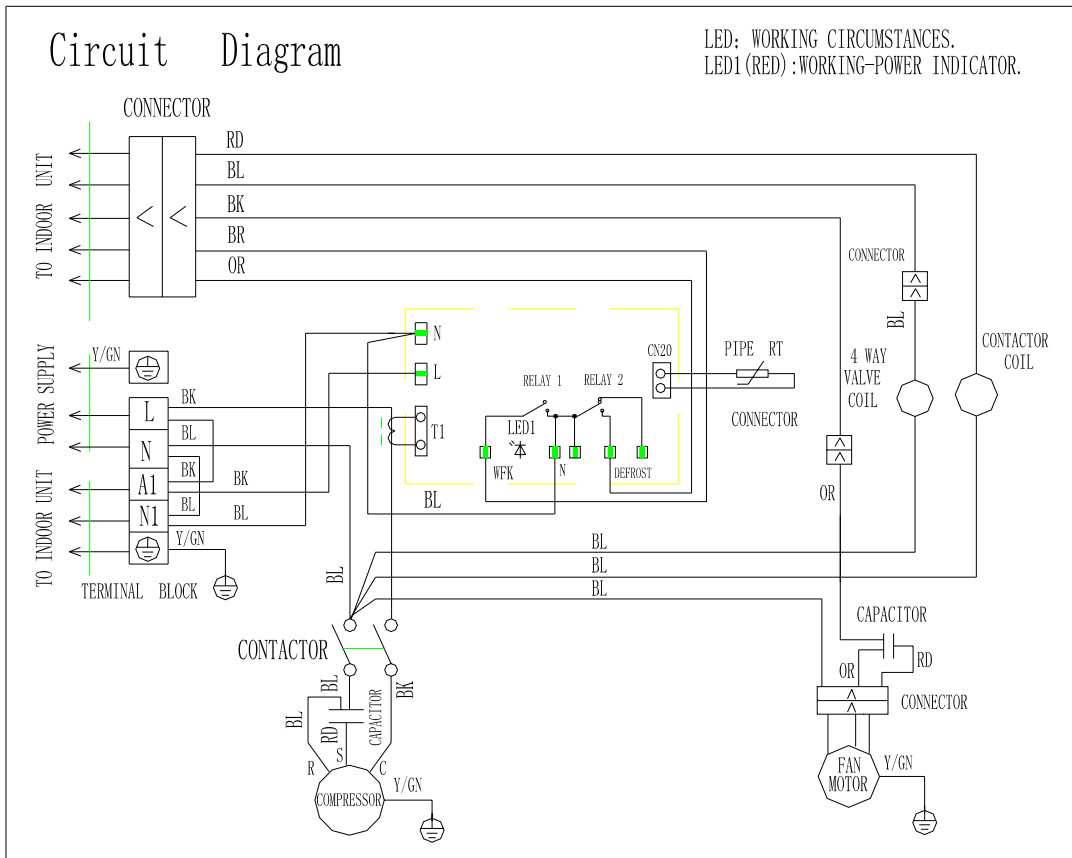 Circuit Diagram
LED: WORKING CIRCUMSTANCES.
LED1(RED):WORKING-POWER INDICATOR.
CONNECTOR
TO INDOOR UNIT
RD
BL
BK
BR
OR
CONNECTOR
BL
4 WAY
VALVE
COIL
CONTACTOR
COIL
POWER SUPPLY
Y/GN
L
N
A1
N1
BK
BL
BK
BL
BK
BL
Y/GN
TO INDOOR UNIT
TERMINAL BLOCK
N
L
T1
RELAY 1
RELAY 2
LED1
WFK
N
DEFROST
CN20
PIPE RT
CONNECTOR
BL
OR
BL
BL
BL
BL
CONTACTOR
BL
BK
BL
RD
CAPACITOR
R
S
C
COMPRESSOR
Y/GN
CAPACITOR
OR
RD
CONNECTOR
FAN
MOTOR
Y/GN